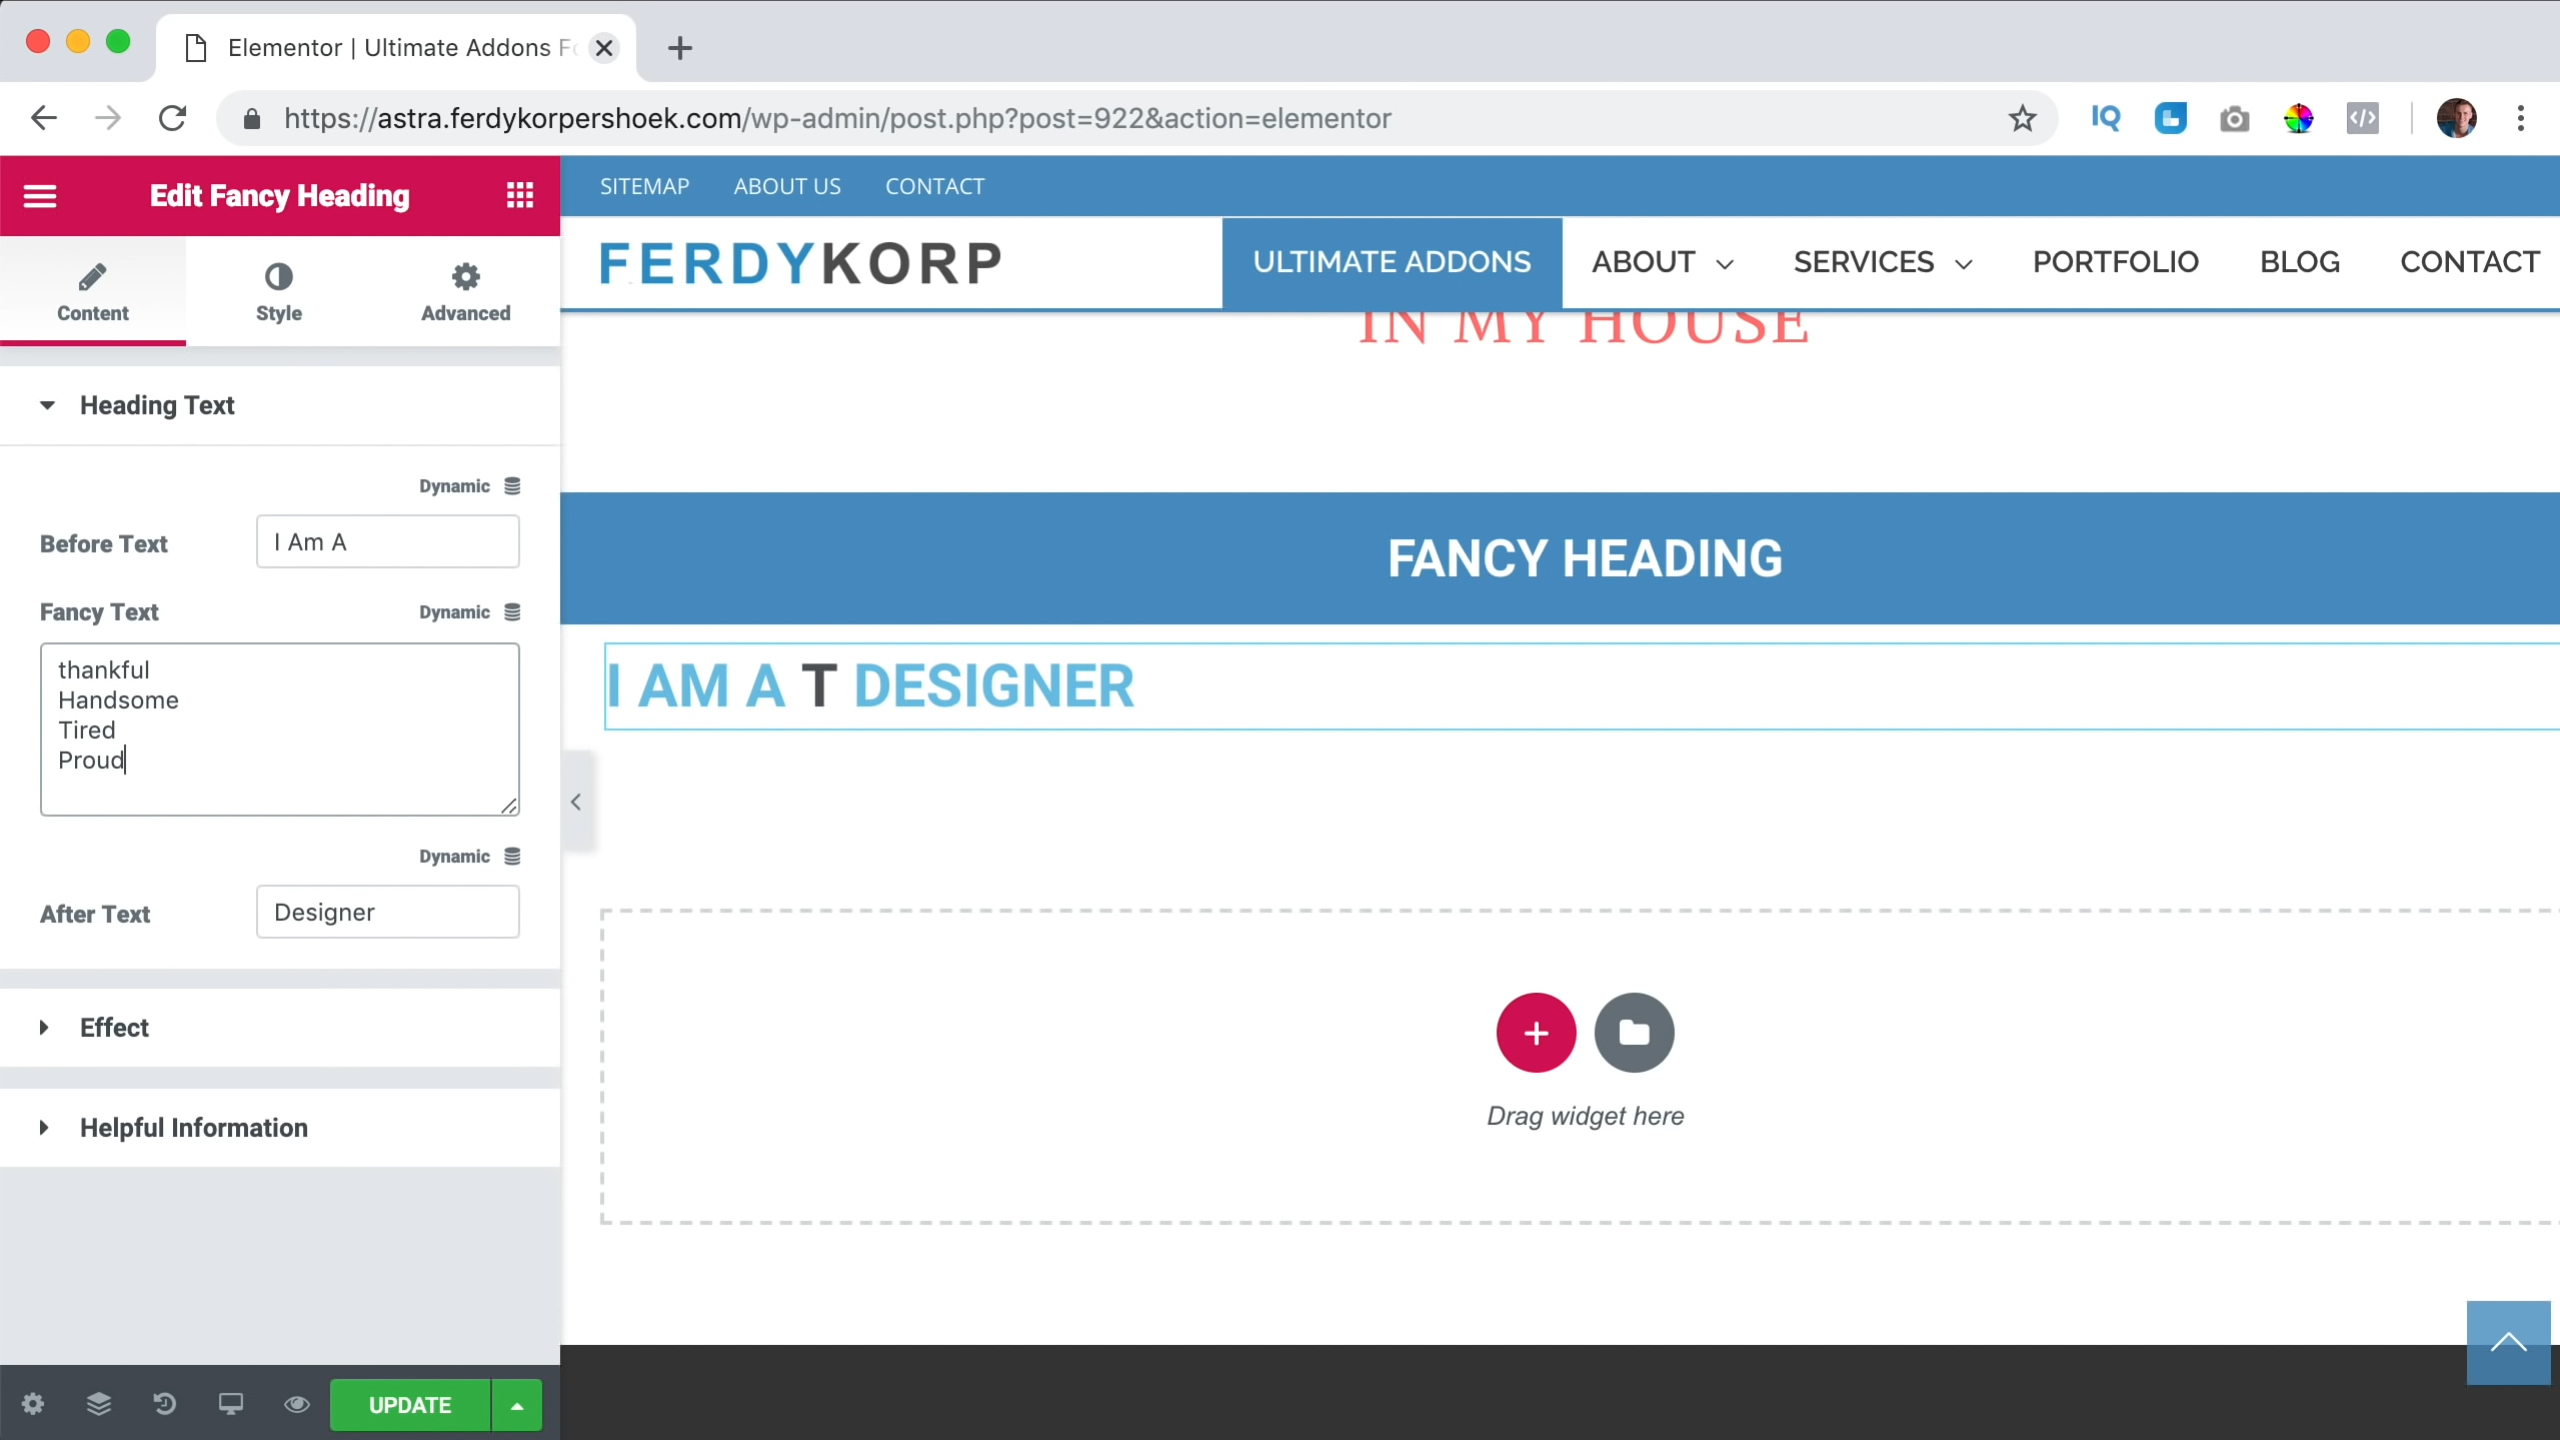 Elementor | Ultimate Addons Fo
https://astra.ferdykorpershoek.com/wp-admin/post.php?post=922&action=elementor
IQ
Edit Fancy Heading
Content
Style
Advanced
Heading Text
Dynamic
Before Text
I Am A
Fancy Text
Dynamic
thankful
Handsome
Tired
Proud
Dynamic
After Text
Designer
Effect
Helpful Information
UPDATE
SITEMAP ABOUT US CONTACT
FERDYKORP
ULTIMATE ADDONS ABOUT SERVICES PORTFOLIO BLOG CONTACT
IN MY HOUSE
FANCY HEADING
I AM A T DESIGNER
Drag widget here